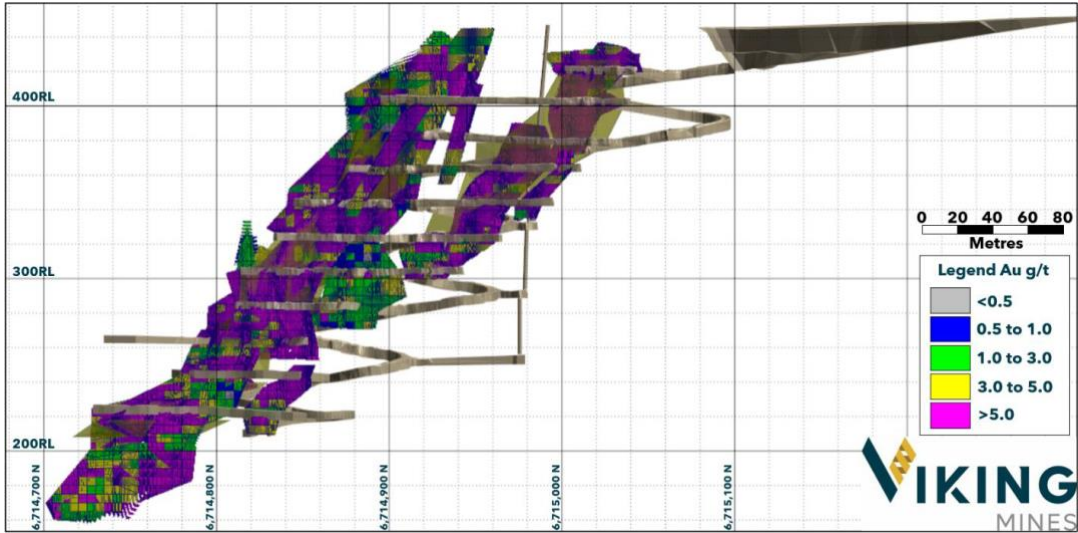 400RL
300RL
200RL
6,714,700 N
6,714,800 N
6,714,900 N
6,715,000 N
6,715,100 N
0 20 40 60 80
Metres
Legend Au g/t
<0.5
0.5 to 1.0
1.0 to 3.0
3.0 to 5.0
>5.0
VIKING
MINES